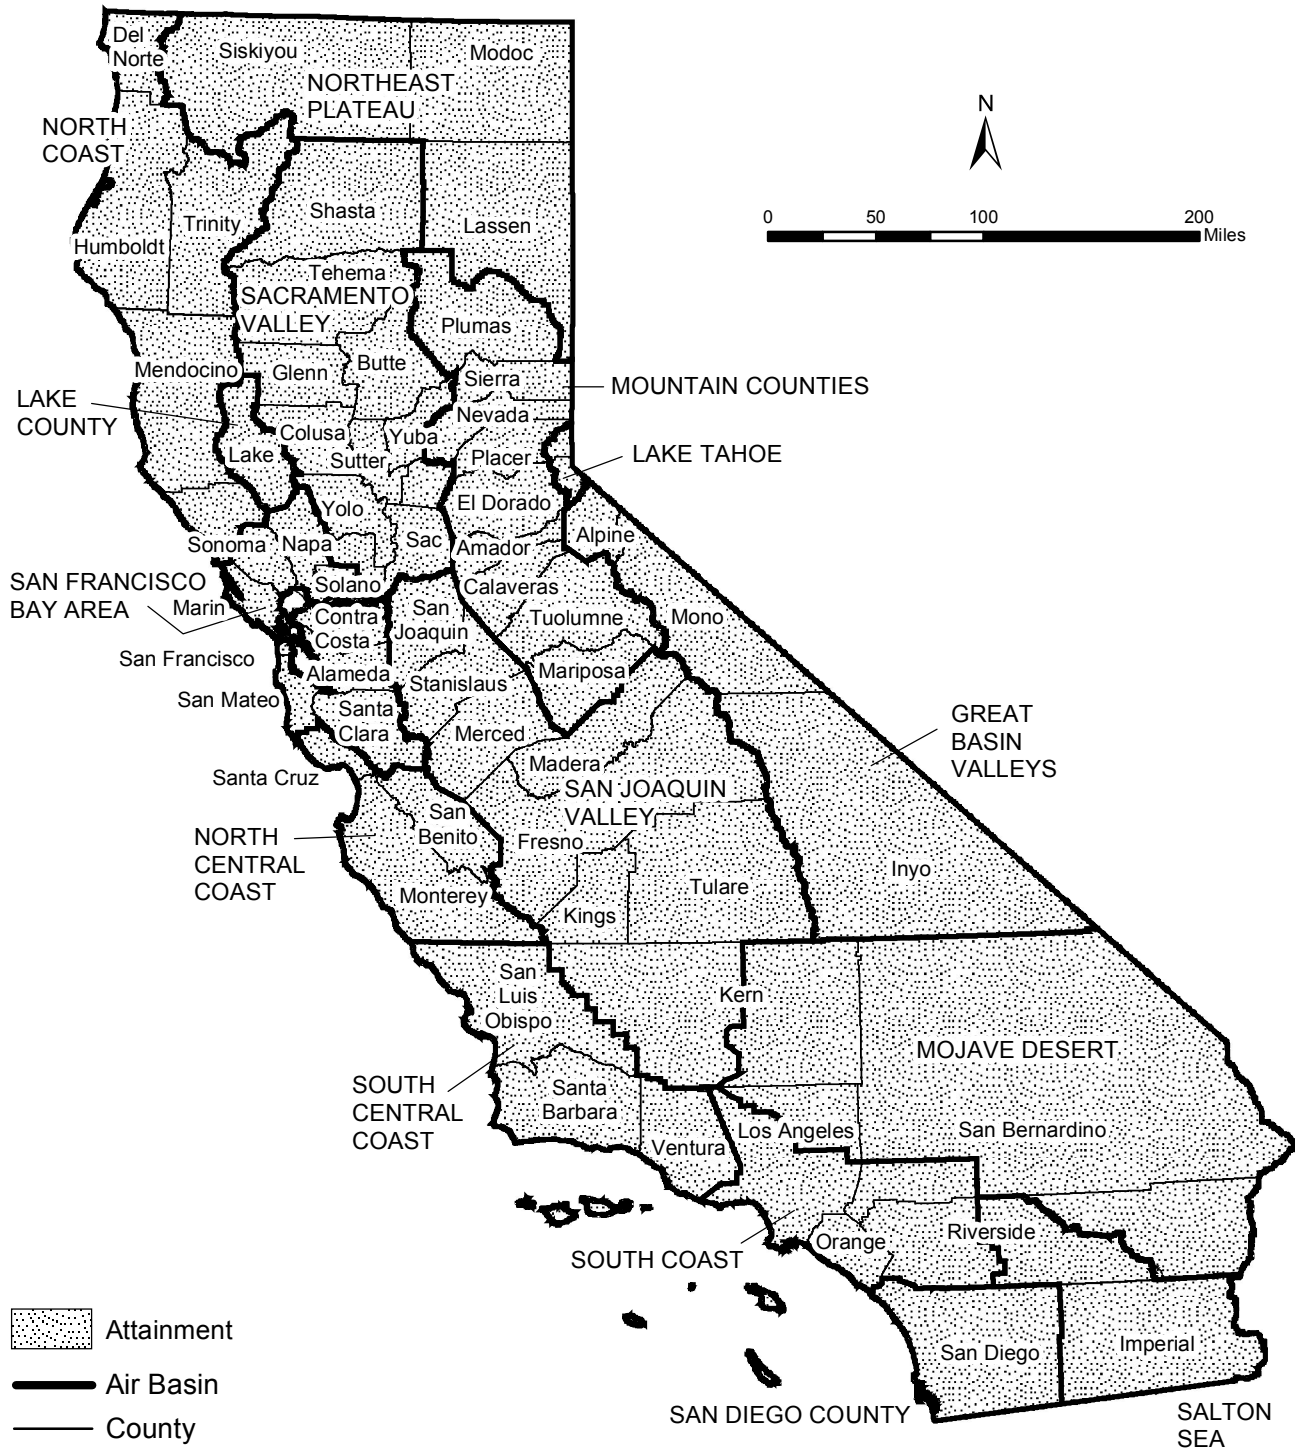 Del
Norte
Siskiyou
Modoc
NORTHEAST
PLATEAU
N
NORTH
COAST
0 50 100 200
Miles
Shasta
Trinity
Lassen
Humboldt
Tehema
SACRAMENTO
VALLEY
Plumas
Mendocino
Glenn
Butte
Sierra
MOUNTAIN COUNTIES
LAKE
COUNTY
Nevada
Colusa
Yuba
Lake
Sutter
Placer
LAKE TAHOE
Yolo
El Dorado
Sonoma
Napa
Sac
Amador
Alpine
SAN FRANCISCO
BAY AREA
Solano
Calaveras
Marin
Contra
Costa
San
Joaquin
Tuolumne
Mono
San Francisco
Alameda
Stanislaus
Mariposa
San Mateo
Santa
Clara
Merced
GREAT
BASIN
VALLEYS
Madera
Santa Cruz
SAN JOAQUIN
VALLEY
San
Benito
NORTH
CENTRAL
COAST
Fresno
Inyo
Monterey
Tulare
Kings
San
Luis
Obispo
Kern
MOJAVE DESERT
SOUTH
CENTRAL
COAST
Santa
Barbara
Los Angeles
San Bernardino
Ventura
Riverside
Orange
SOUTH COAST
Attainment
San Diego
Imperial
Air Basin
SAN DIEGO COUNTY
SALTON
SEA
County